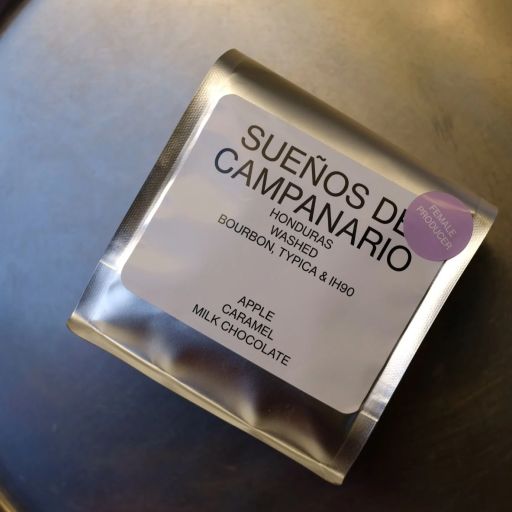 SUEÑOS DE
CAMPANARIO
HONDURAS
WASHED
BOURBON, TYPICA & IH90
APPLE
CARAMEL
MILK CHOCOLATE
FEMALE
PRODUCER